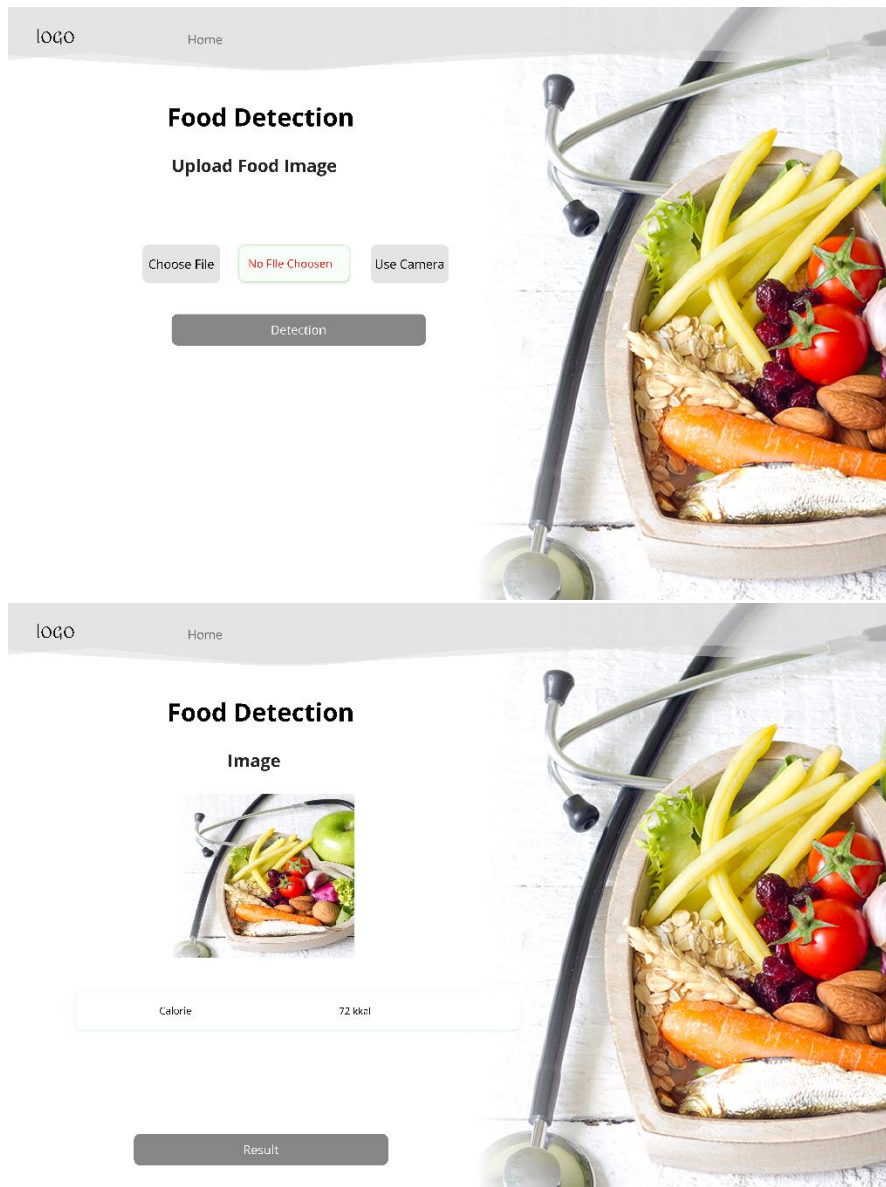 logo
Home
Food Detection
Upload Food Image
Choose File
No FIle Choosen
Use Camera
Detection
logo
Home
Food Detection
Image
Calorie 72 kkal
Result